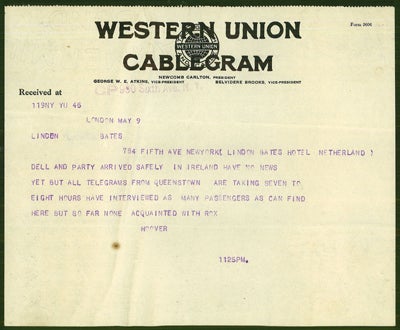 Form 2606
WESTERN UNION
WESTERN UNION
CABLEGRAM
NEWCOMB CARLTON, PRESIDENT
GEORGE W. E. ATKINS, VICE-PRESIDENT BELVIDERE BROOKS, VICE-PRESIDENT
Received at
119NY YU 46
LONDON MAY 9
LINDEN BATES
784 FIFTH AVE NEWYORK( LINDON BATES HOTEL NETHERLAND )
DELL AND PARTY ARRIVED SAFELY IN IRELAND HAVE NO NEWS
YET BUT ALL TELEGRAMS FROM QUEENSTOWN ARE TAKING SEVEN TO
EIGHT HOURS HAVE INTERVIEWED AS MANY PASSENGERS AS CAN FIND
HERE BUT SO FAR NONE ACQUAINTED WITH ROX
HOOVER
1125PM.